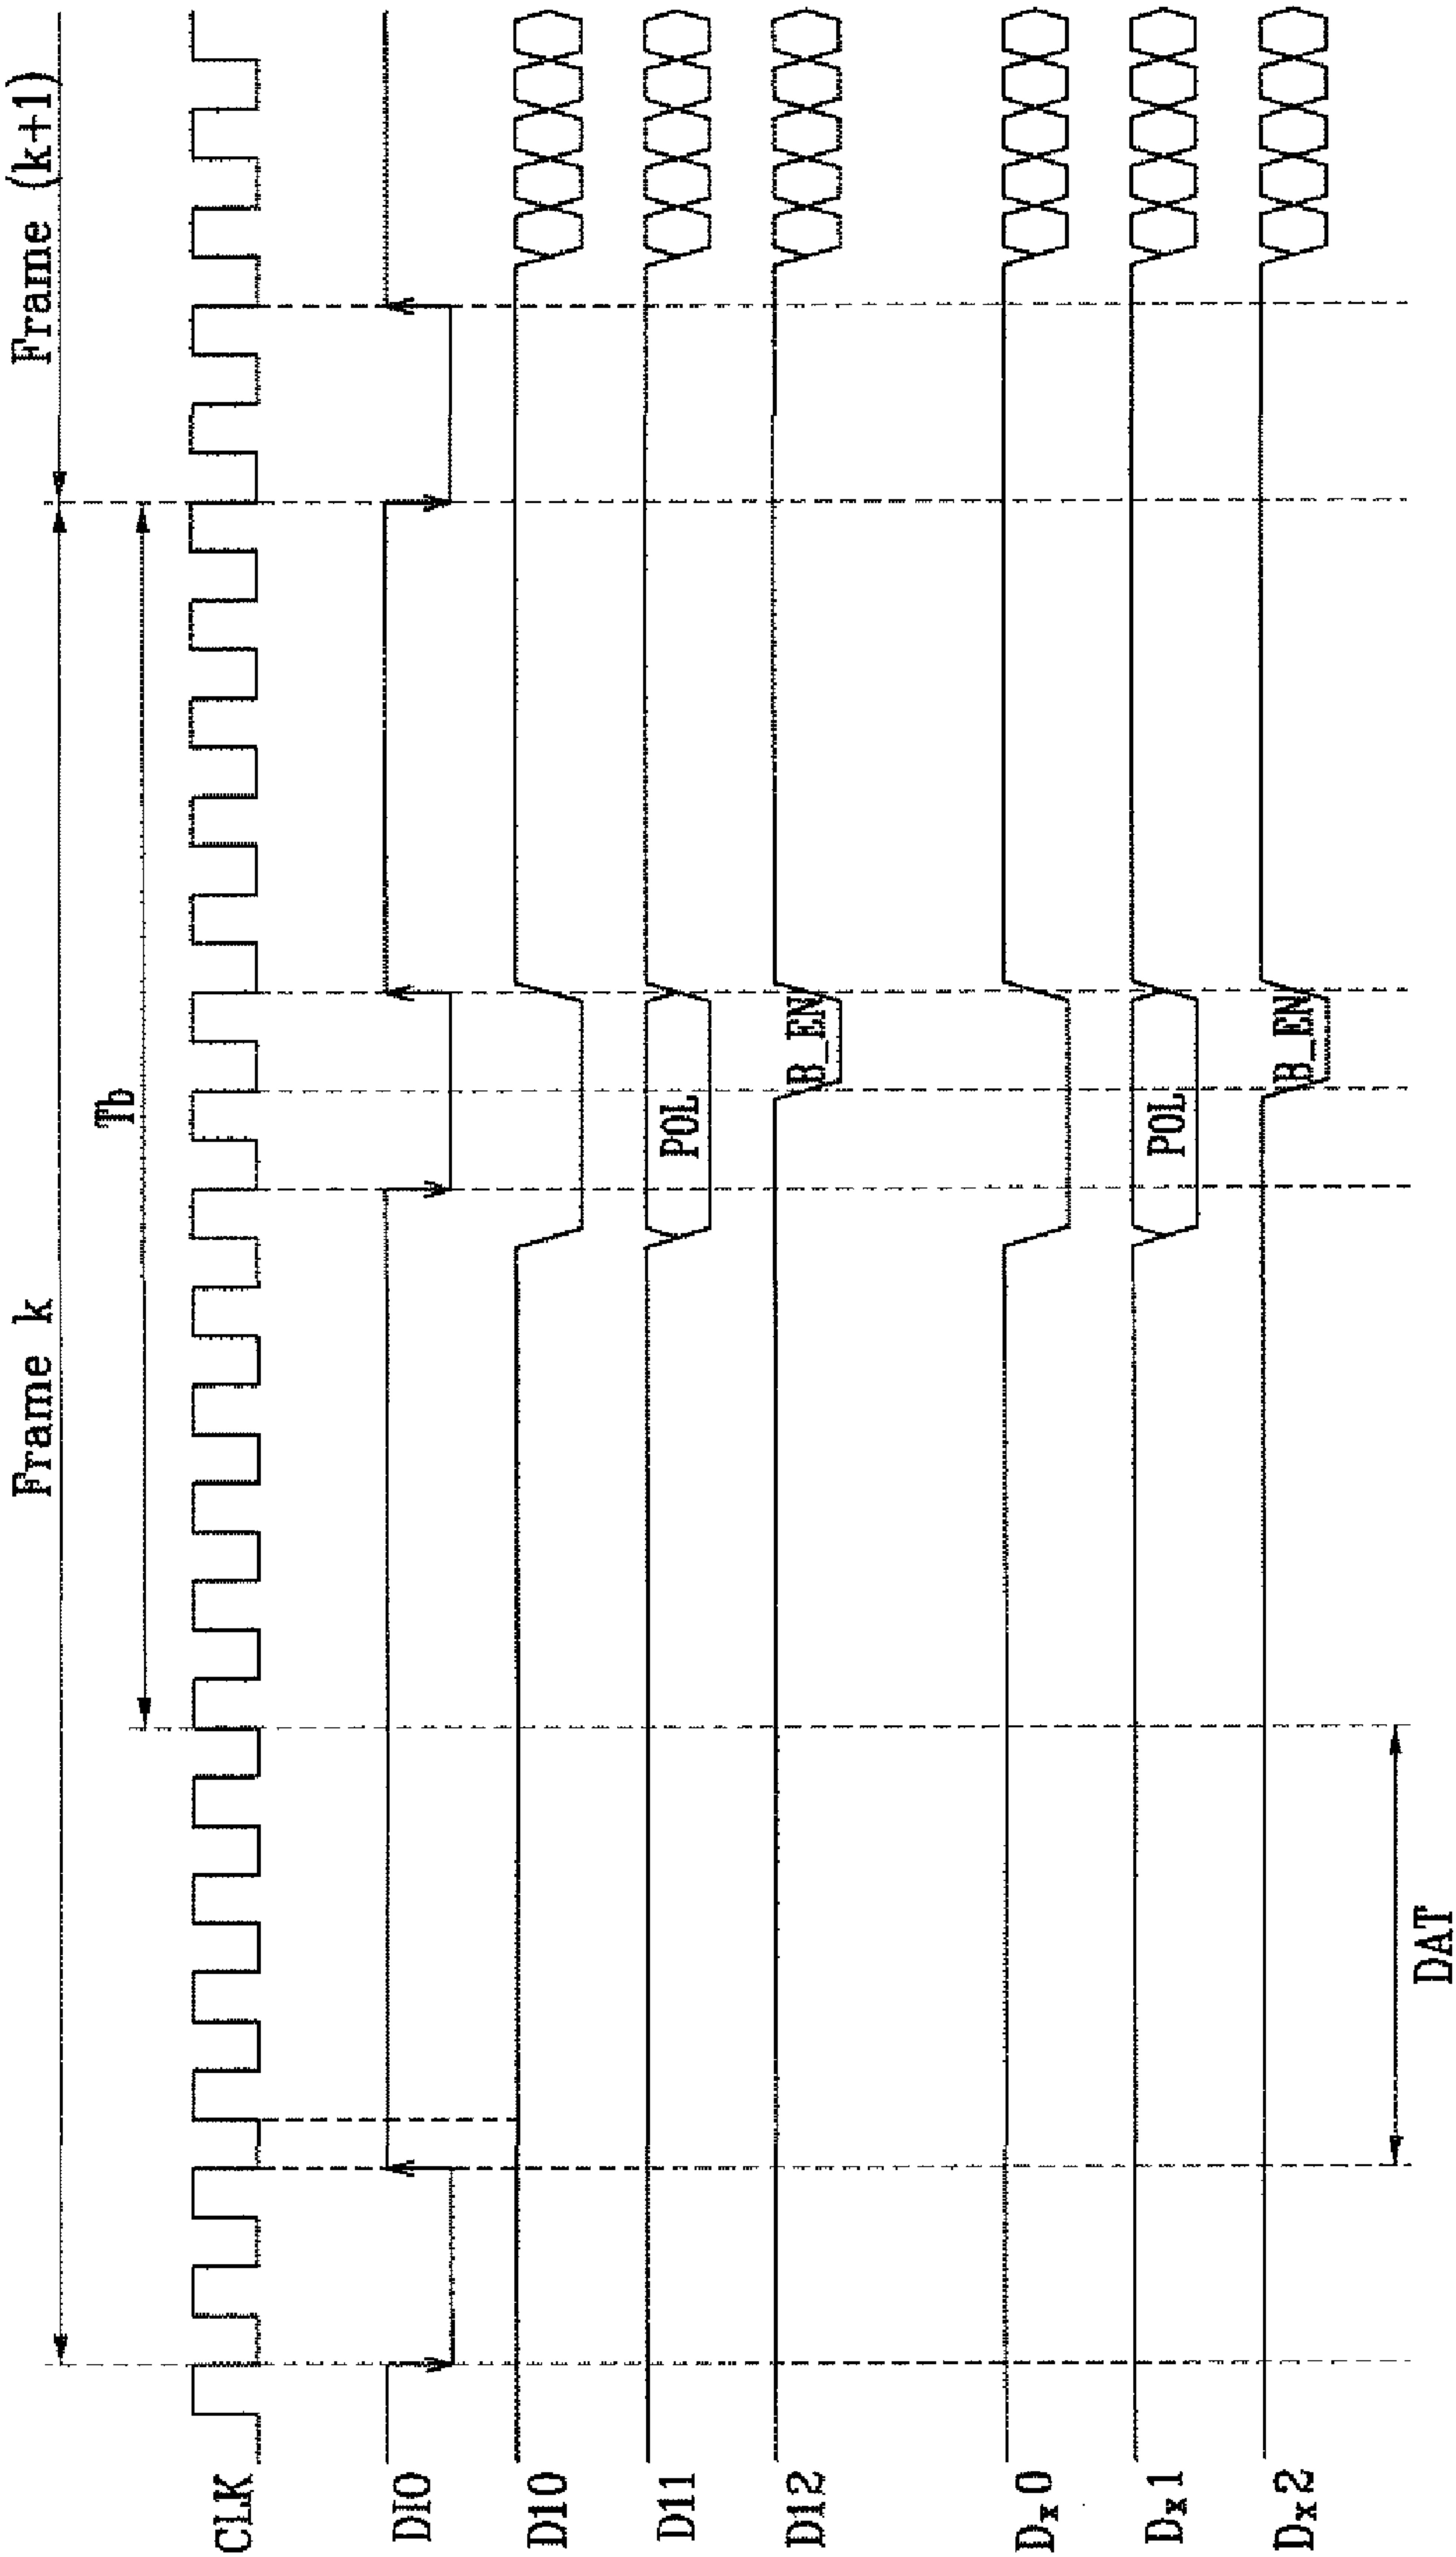 Frame k
Frame (k+1)
Tb
CLK
DIO
D10
D11
POL
D12
B_EN
Dx0
Dx1
POL
Dx2
B_EN
DAT